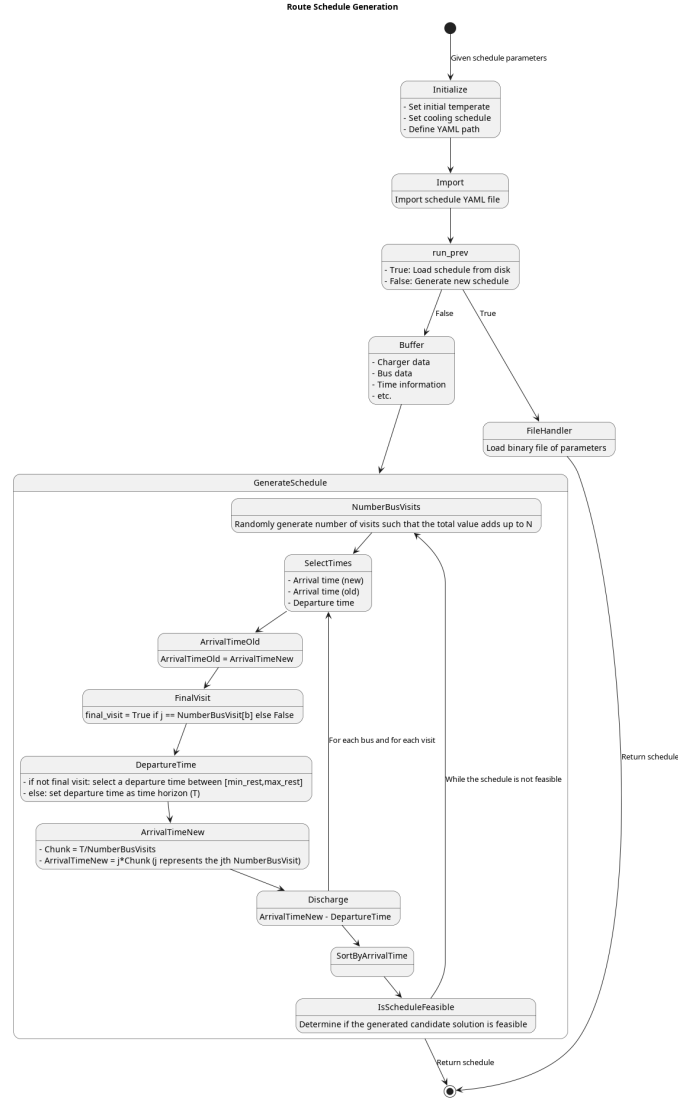 Route Schedule Generation
Given schedule parameters
Initialize
- Set initial temperate
- Set cooling schedule
- Define YAML path
Import
Import schedule YAML file
run_prev
- True: Load schedule from disk
- False: Generate new schedule
False
True
Buffer
- Charger data
- Bus data
- Time information
- etc.
FileHandler
Load binary file of parameters
GenerateSchedule
NumberBusVisits
Randomly generate number of visits such that the total value adds up to N
SelectTimes
- Arrival time (new)
- Arrival time (old)
- Departure time
ArrivalTimeOld
ArrivalTimeOld = ArrivalTimeNew
FinalVisit
final_visit = True if j == NumberBusVisit[b] else False
For each bus and for each visit
Return schedule
DepartureTime
- if not final visit: select a departure time between [min_rest,max_rest]
- else: set departure time as time horizon (T)
While the schedule is not feasible
ArrivalTimeNew
- Chunk = T/NumberBusVisits
- ArrivalTimeNew = j*Chunk (j represents the jth NumberBusVisit)
Discharge
ArrivalTimeNew - DepartureTime
SortByArrivalTime
IsScheduleFeasible
Determine if the generated candidate solution is feasible
Return schedule